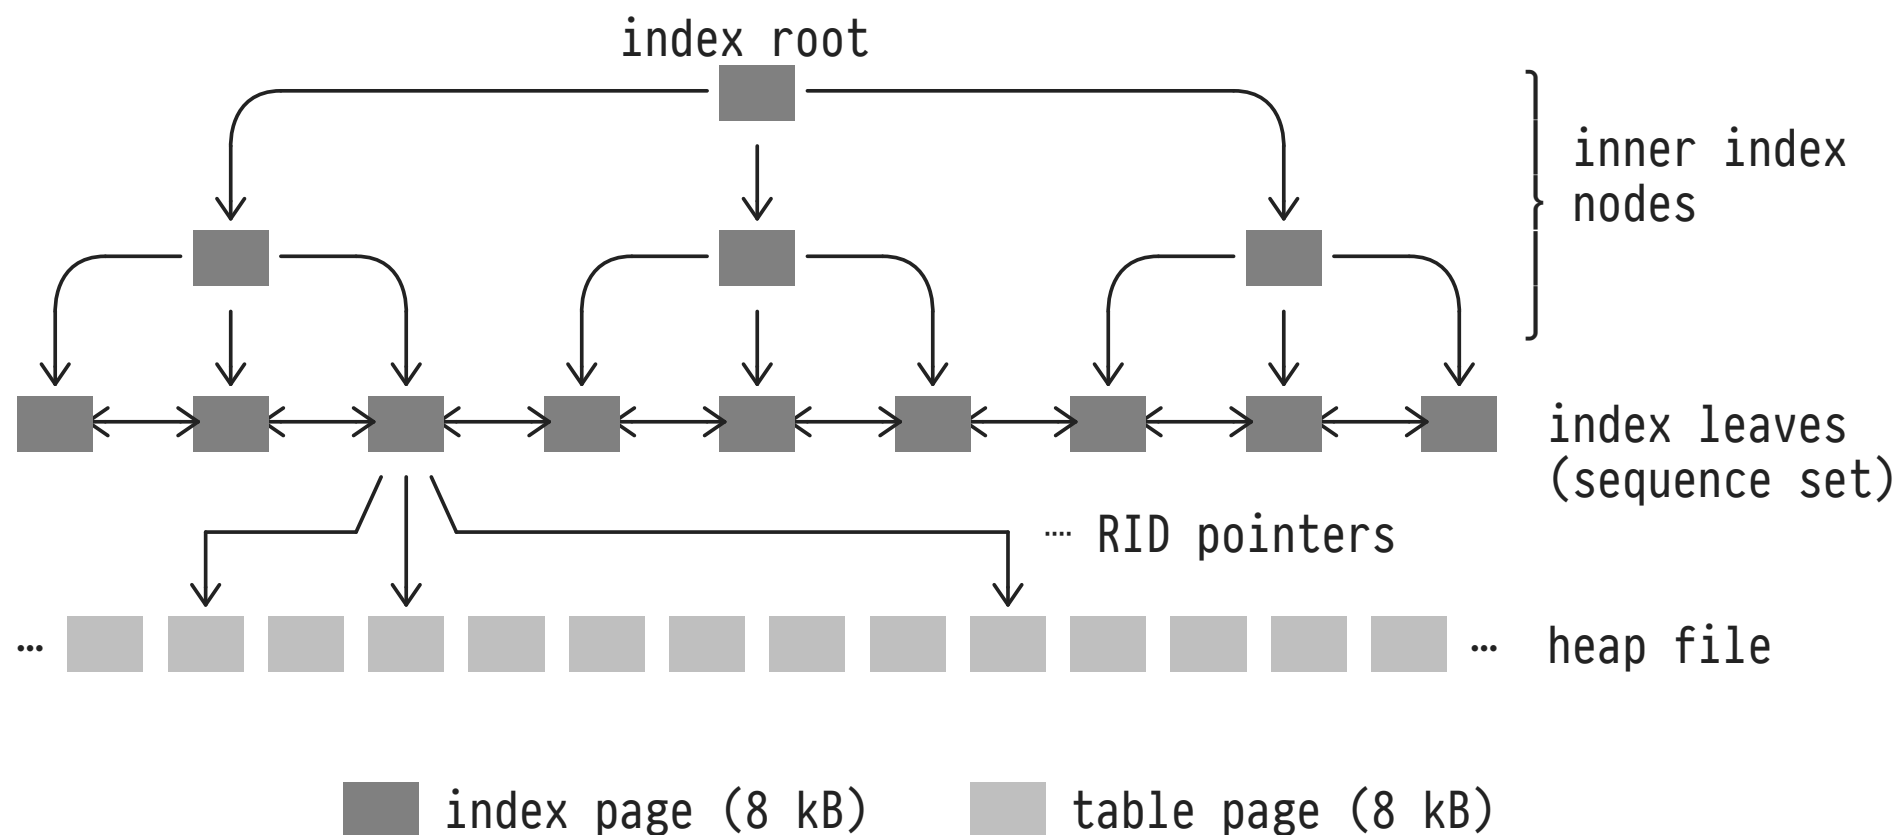 index root
inner index
nodes
index leaves
(sequence set)
···· RID pointers
··· ··· heap file
index page (8 kB) table page (8 kB)